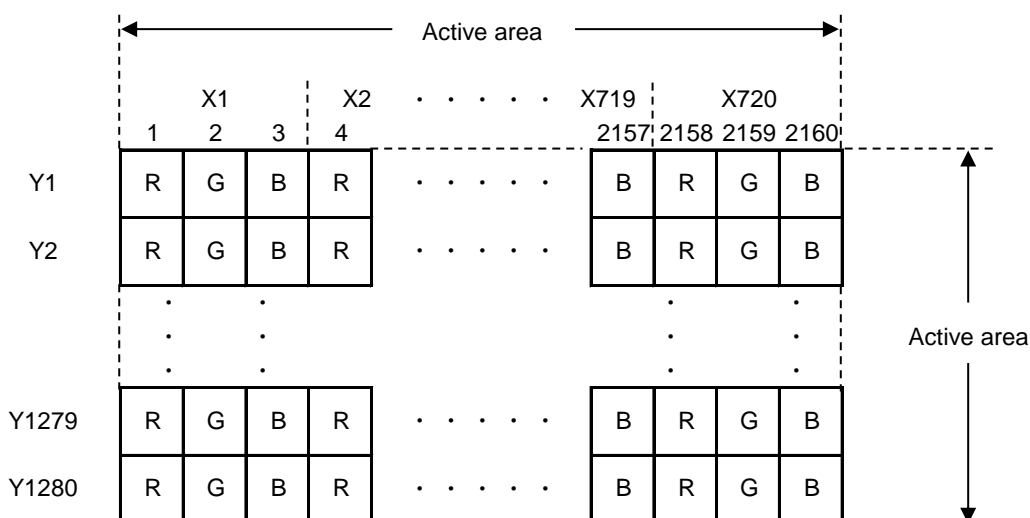 Active area
X1 X2 · · · · · X719 X720
1 2 3 4 2157 2158 2159 2160
Y1 R G B R · · · · · B R G B
Y2 R G B R · · · · · B R G B
· · · ·
· · · ·
Active area
· · · ·
Y1279 R G B R · · · · · B R G B
Y1280 R G B R · · · · · B R G B